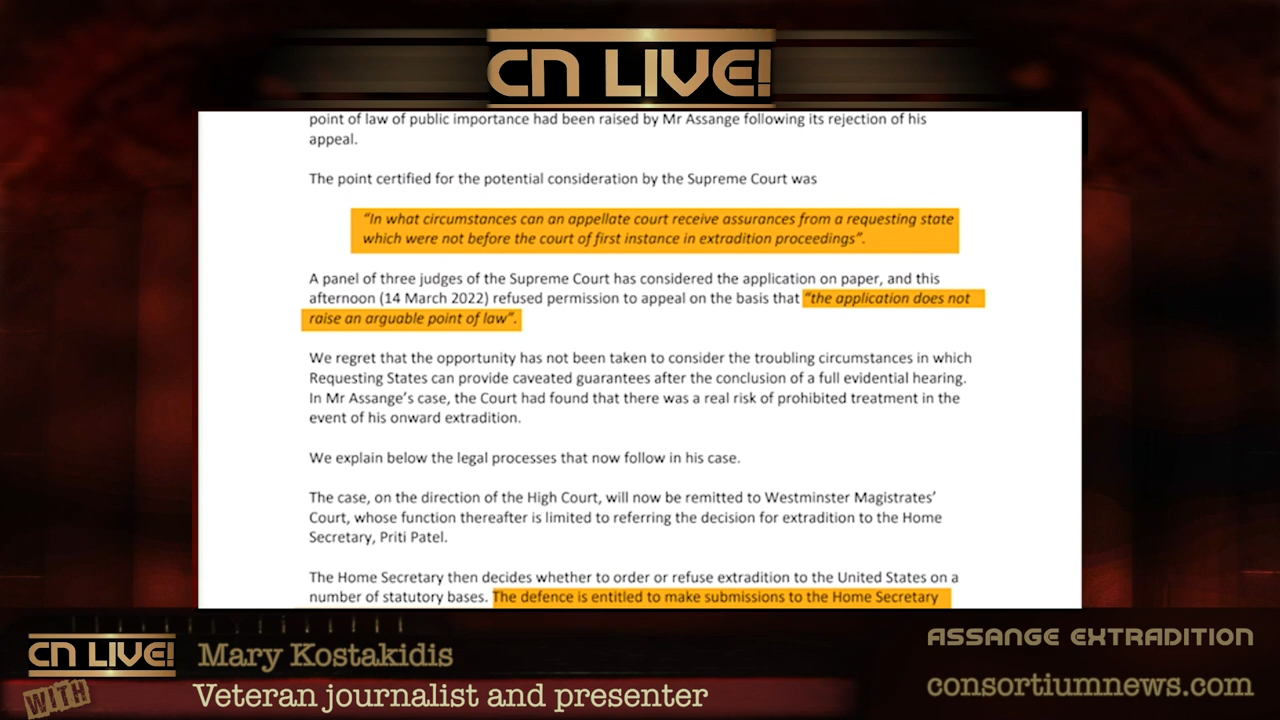 CN LIVE!
point of law of public importance had been raised by Mr Assange following its rejection of his
appeal.
The point certified for the potential consideration by the Supreme Court was
“In what circumstances can an appellate court receive assurances from a requesting state
which were not before the court of first instance in extradition proceedings”.
A panel of three judges of the Supreme Court has considered the application on paper, and this
afternoon (14 March 2022) refused permission to appeal on the basis that “the application does not
raise an arguable point of law”.
We regret that the opportunity has not been taken to consider the troubling circumstances in which
Requesting States can provide caveated guarantees after the conclusion of a full evidential hearing.
In Mr Assange’s case, the Court had found that there was a real risk of prohibited treatment in the
event of his onward extradition.
We explain below the legal processes that now follow in his case.
The case, on the direction of the High Court, will now be remitted to Westminster Magistrates’
Court, whose function thereafter is limited to referring the decision for extradition to the Home
Secretary, Priti Patel.
The Home Secretary then decides whether to order or refuse extradition to the United States on a
number of statutory bases. The defence is entitled to make submissions to the Home Secretary
CN LIVE!
WITH
Mary Kostakidis
Veteran journalist and presenter
ASSANGE EXTRADITION
consortiumnews.com